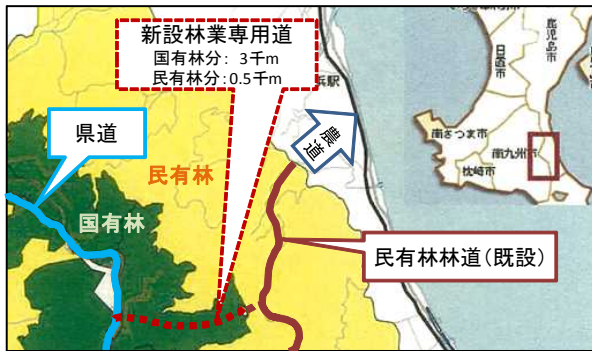 新設林業専用道
国有林分： 3千m
民有林分：0.5千m
浜駅
県道
農道
民有林
国有林
民有林林道（既設）
鹿児島市
日置市
南さつま市
南九州市
枕崎市